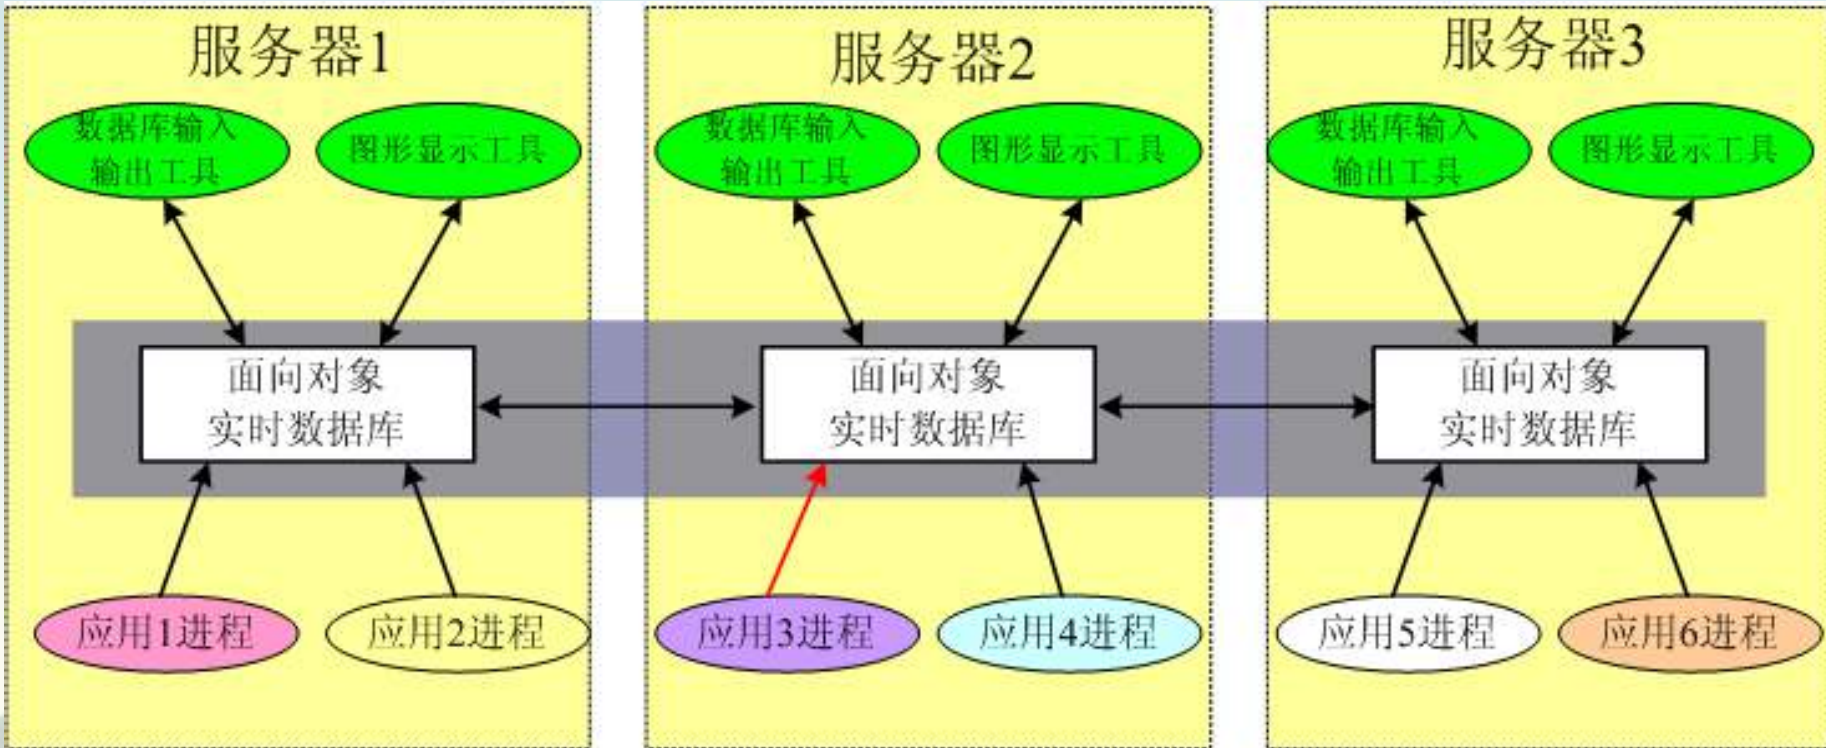 服务器1
服务器2
服务器3
数据库输入
输出工具
图形显示工具
数据库输入
输出工具
图形显示工具
数据库输入
输出工具
图形显示工具
面向对象
实时数据库
面向对象
实时数据库
面向对象
实时数据库
应用1进程
应用2进程
应用3进程
应用4进程
应用5进程
应用6进程